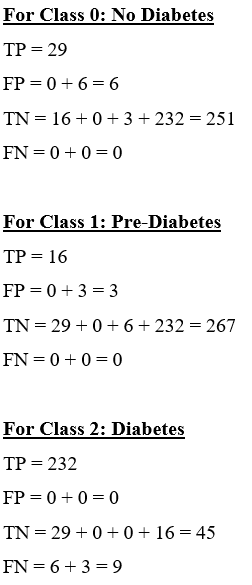 For Class 0: No Diabetes
TP = 29
FP = 0 + 6 = 6
TN = 16 + 0 + 3 + 232 = 251
FN = 0 + 0 = 0
For Class 1: Pre-Diabetes
TP = 16
FP = 0 + 3 = 3
TN = 29 + 0 + 6 + 232 = 267
FN = 0 + 0 = 0
For Class 2: Diabetes
TP = 232
FP = 0 + 0 = 0
TN = 29 + 0 + 0 + 16 = 45
FN = 6 + 3 = 9